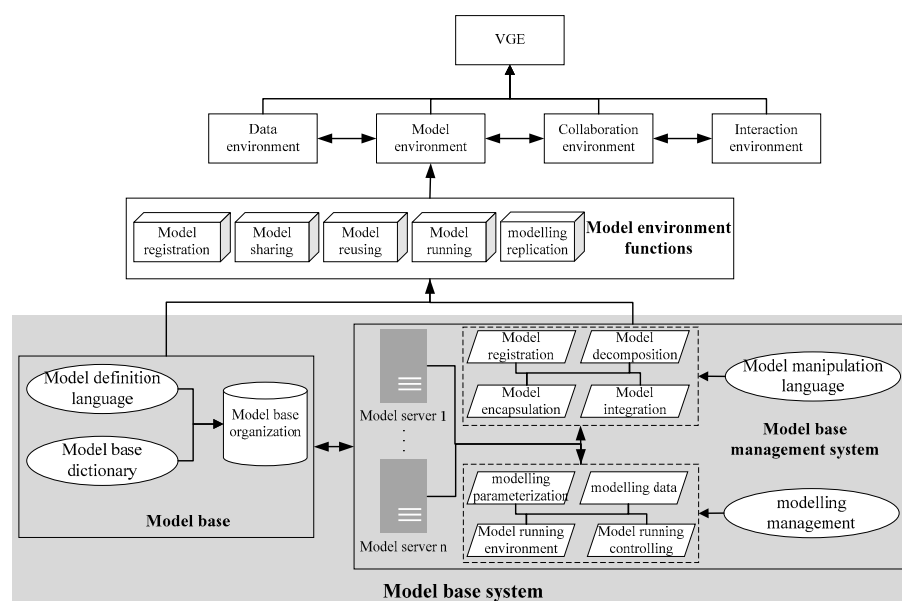 VGE
Data
environment
Model
environment
Collaboration
environment
Interaction
environment
Model
registration
Model
sharing
Model
reusing
Model
running
modelling
replication
Model environment
functions
Model definition
language
Model base
dictionary
Model base
organization
Model base
Model server 1
.
.
.
Model server n
Model
registration
Model
decomposition
Model
encapsulation
Model
integration
Model manipulation
language
Model base
management system
modelling
parameterization
modelling data
Model running
environment
Model running
controlling
modelling
management
Model base system